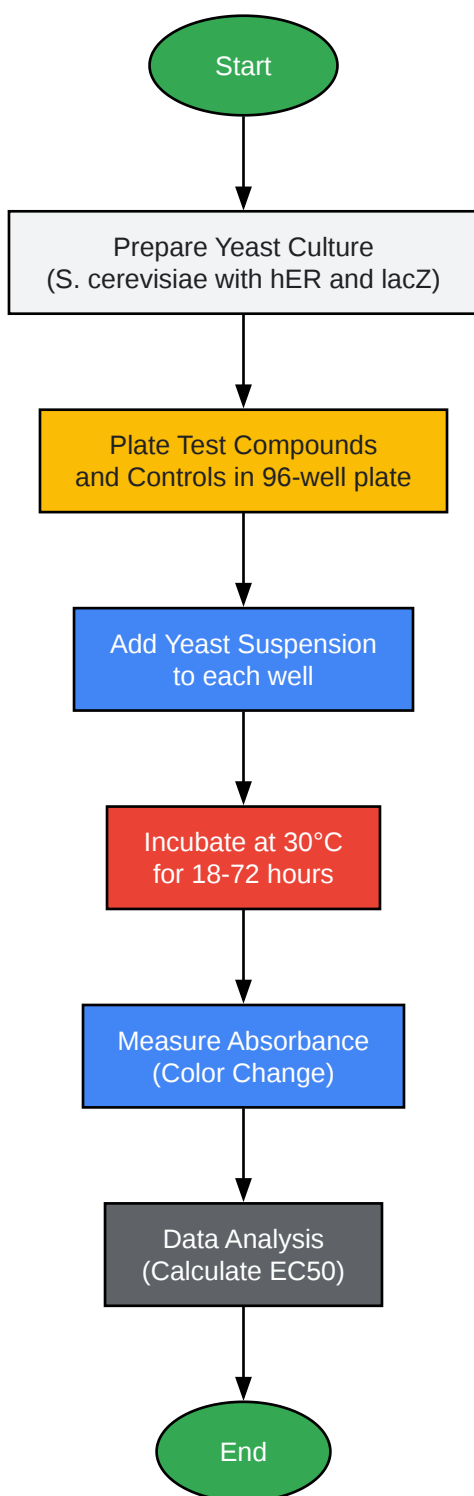 Start
Prepare Yeast Culture
(S. cerevisiae with hER and lacZ)
Plate Test Compounds
and Controls in 96-well plate
Add Yeast Suspension
to each well
Incubate at 30°C
for 18-72 hours
Measure Absorbance
(Color Change)
Data Analysis
(Calculate EC50)
End